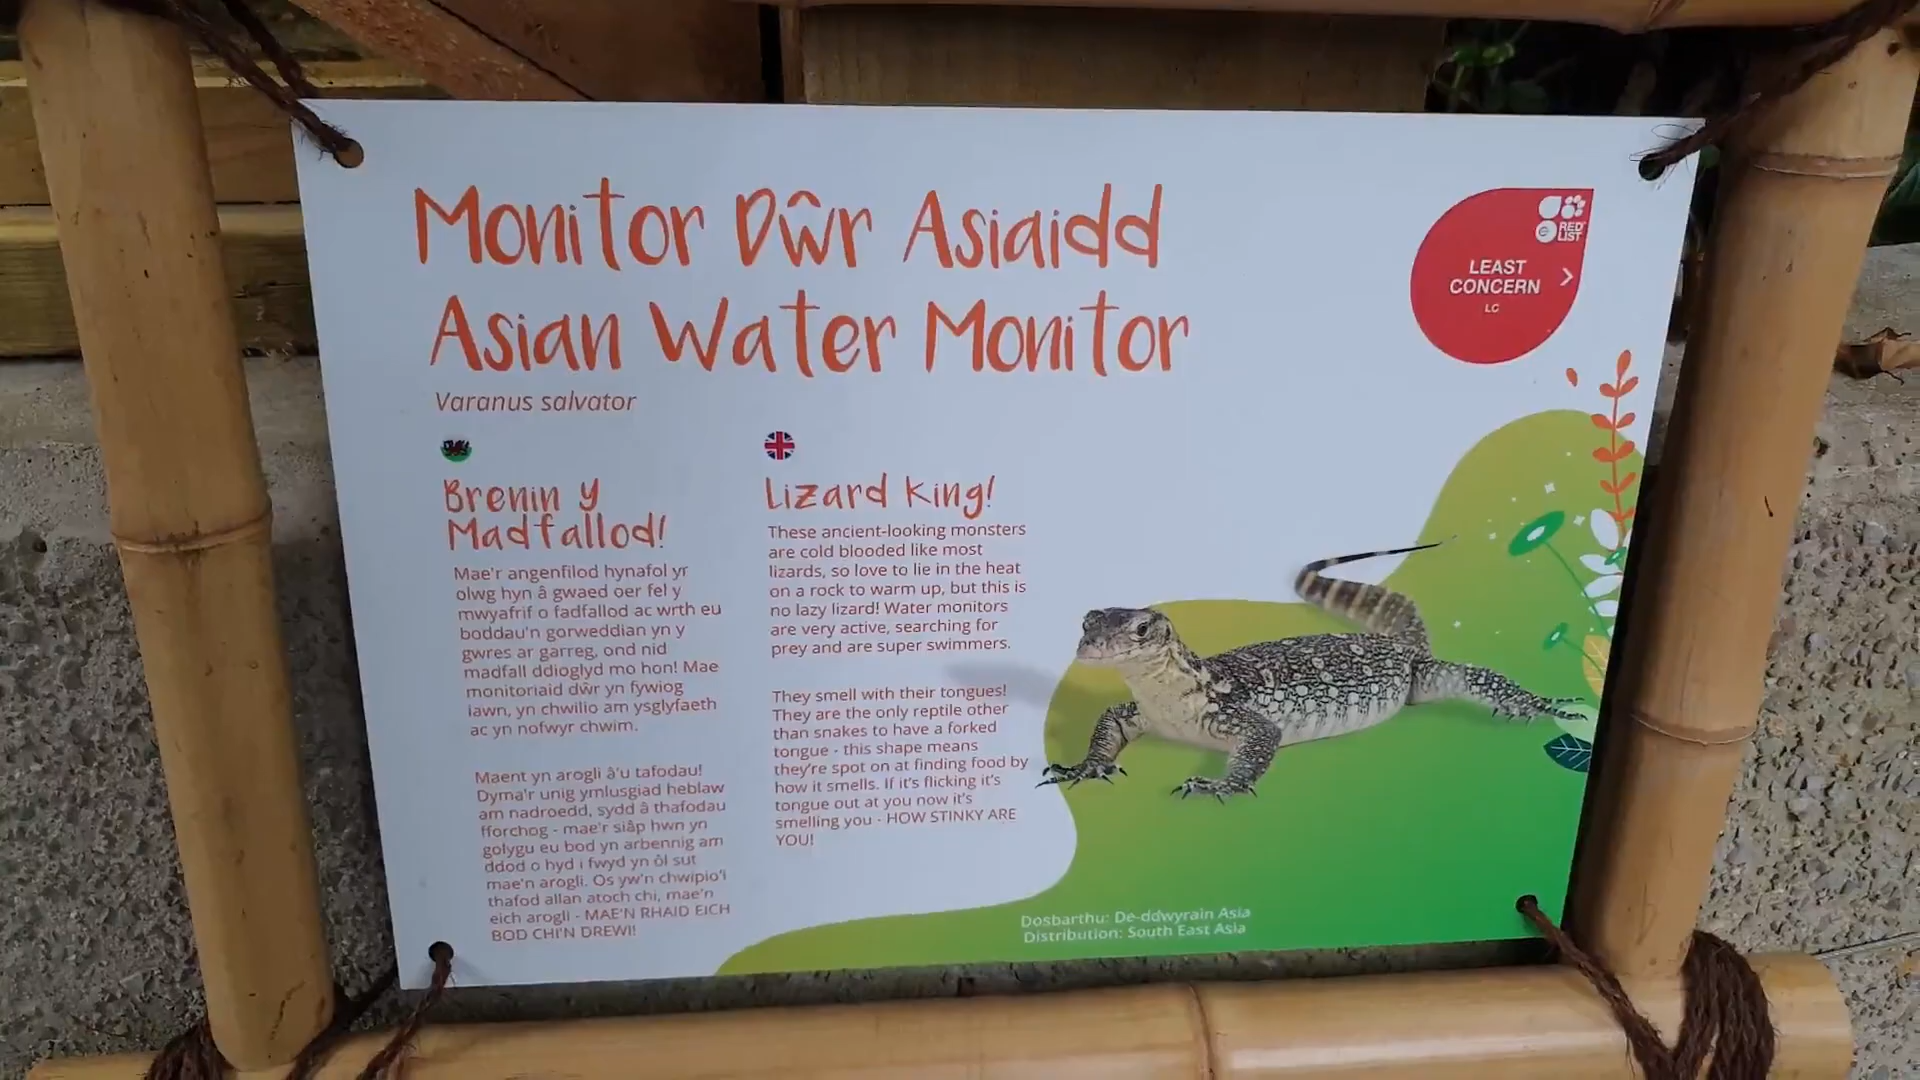 Monitor Dŵr Asiaidd
Asian Water Monitor
Varanus salvator
RED
LIST
LEAST
CONCERN
LC
Brenin y
Madfallod!
Mae'r angenfilod hynafol yr
olwg hyn â gwaed oer fel y
mwyafrif o fadfallod ac wrth eu
boddau'n gorweddian yn y
gwres ar garreg, ond nid
madfall ddioglyd mo hon! Mae
monitoriaid dŵr yn fywiog
iawn, yn chwilio am ysglyfaeth
ac yn nofwyr chwim.
Maent yn arogli â'u tafodau!
Dyma'r unig ymlusgiad heblaw
am nadroedd, sydd â thafodau
fforchog - mae'r siâp hwn yn
golygu eu bod yn arbennig am
ddod o hyd i fwyd yn ôl sut
mae'n arogli. Os yw'n chwipio'i
thafod allan atoch chi, mae'n
eich arogli - MAE'N RHAID EICH
BOD CHI'N DREWI!
Lizard King!
These ancient-looking monsters
are cold blooded like most
lizards, so love to lie in the heat
on a rock to warm up, but this is
no lazy lizard! Water monitors
are very active, searching for
prey and are super swimmers.
They smell with their tongues!
They are the only reptile other
than snakes to have a forked
tongue - this shape means
they're spot on at finding food by
how it smells. If it's flicking it's
tongue out at you now it's
smelling you - HOW STINKY ARE
YOU!
Dosbarthu: De-ddwyrain Asia
Distribution: South East Asia